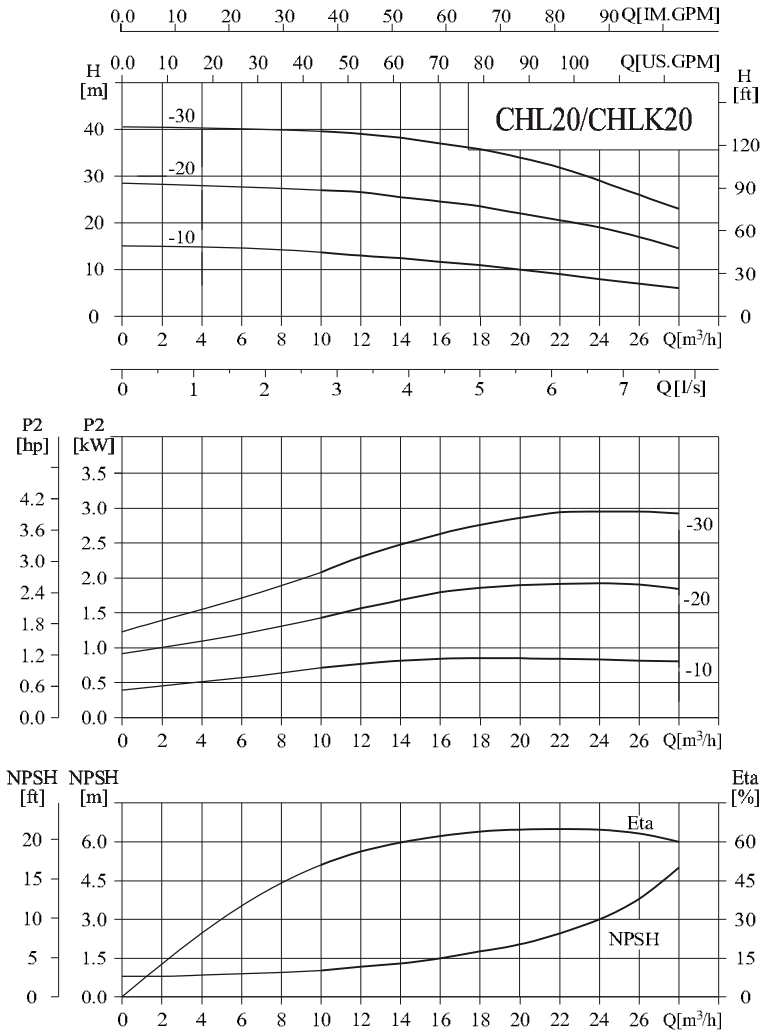 0.0 10 20 30 40 50 60 70 80 90 Q[IM.GPM]
0.0 10 20 30 40 50 60 70 80 90 100 Q[US.GPM]
H
[m]
H
[ft]
CHL20/CHLK20
40
30
20
10
0
-30
-20
-10
120
90
60
30
0
0 2 4 6 8 10 12 14 16 18 20 22 24 26 Q[m³/h]
0 1 2 3 4 5 6 7 Q[l/s]
P2
[hp]
P2
[kW]
4.2
3.6
3.0
2.4
1.8
1.2
0.6
0.0
3.5
3.0
2.5
2.0
1.5
1.0
0.5
0.0
-30
-20
-10
0 2 4 6 8 10 12 14 16 18 20 22 24 26 Q[m³/h]
NPSH
[ft]
NPSH
[m]
Eta
[%]
20
15
10
5
0
6.0
4.5
3.0
1.5
0.0
Eta
NPSH
60
45
30
15
0
0 2 4 6 8 10 12 14 16 18 20 22 24 26 Q[m³/h]